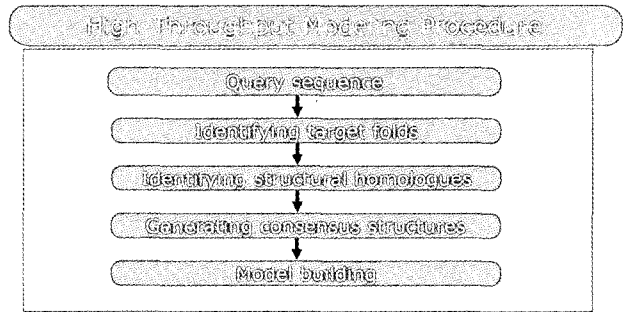 High Throughput Modeling Procedure
Query sequence
Identifying target folds
Identifying structural homologues
Generating consensus structures
Model building